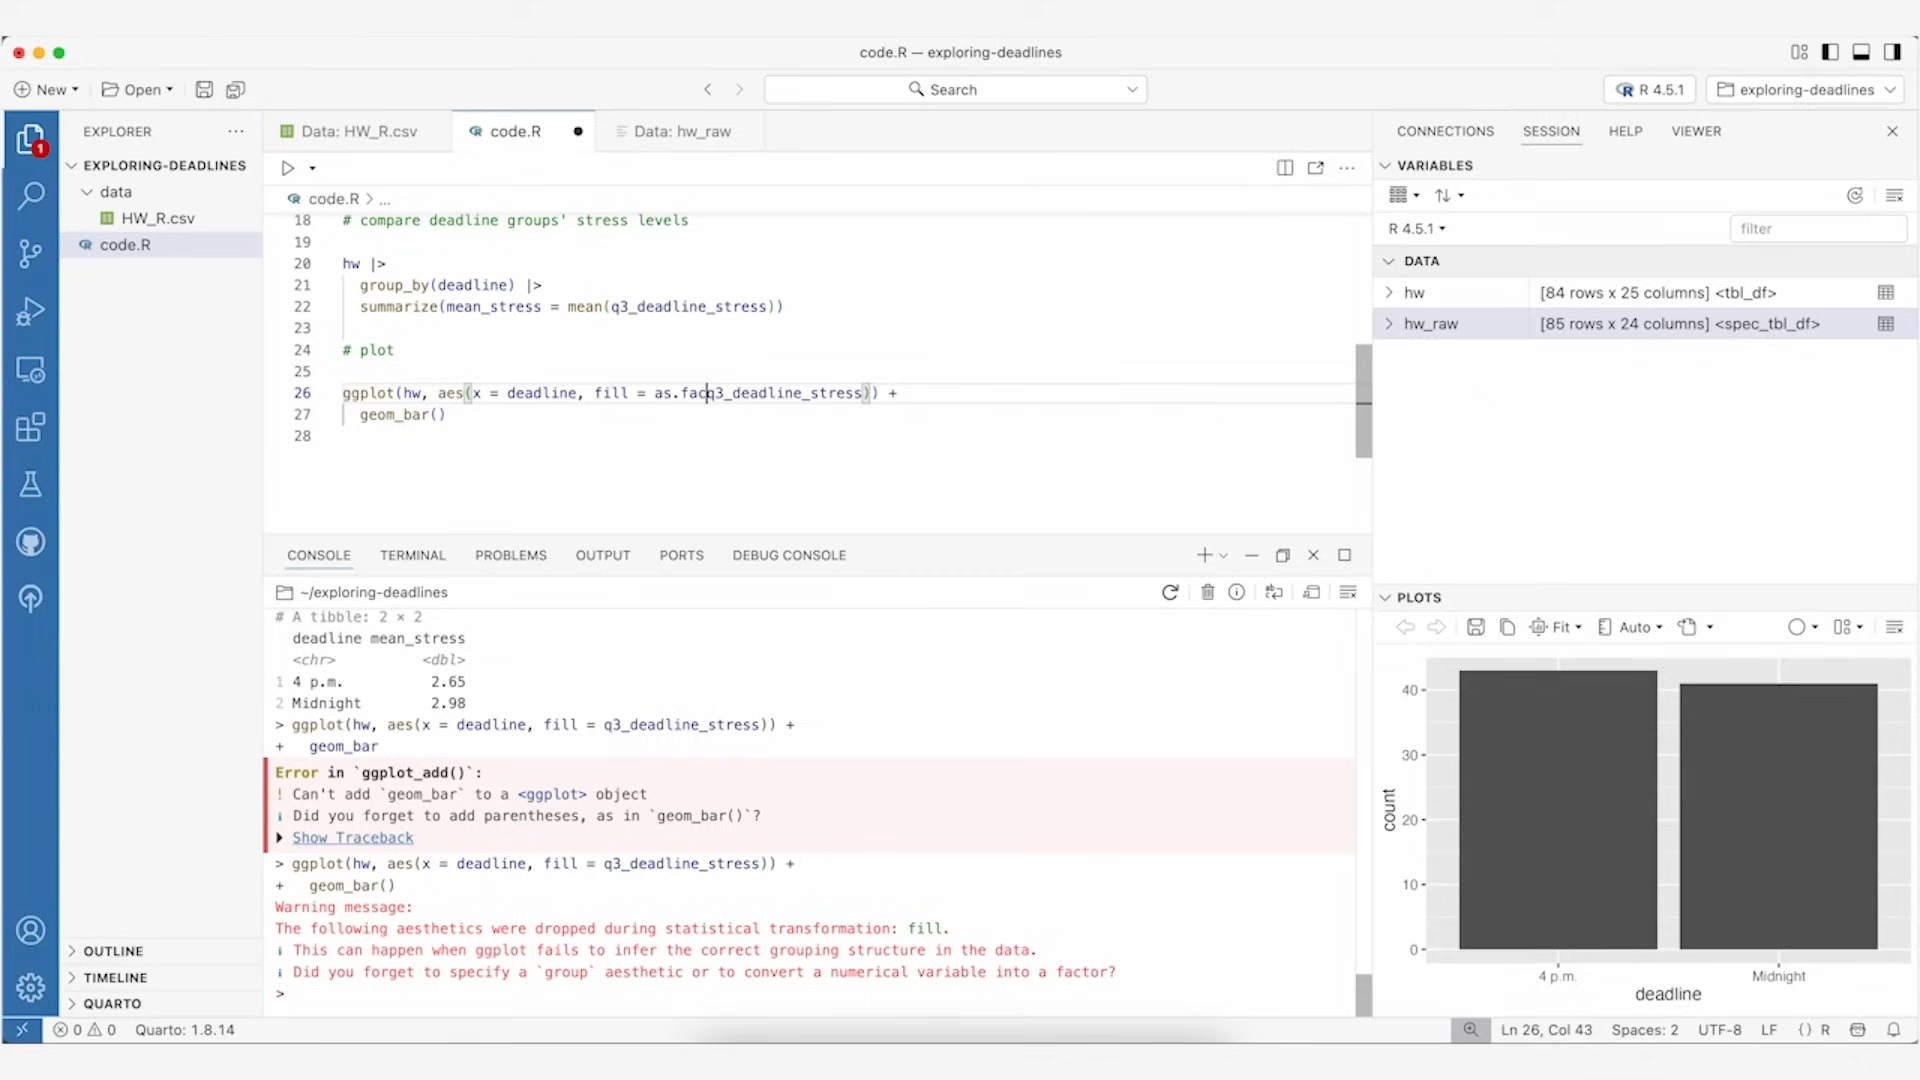 code.R — exploring-deadlines
New
Open
Search
R 4.5.1
exploring-deadlines
1
EXPLORER
EXPLORING-DEADLINES
data
HW_R.csv
code.R
OUTLINE
TIMELINE
QUARTO
Data: HW_R.csv
code.R
Data: hw_raw
code.R > ...
18 # compare deadline groups' stress levels
19
20 hw |>
21 group_by(deadline) |>
22 summarize(mean_stress = mean(q3_deadline_stress))
23
24 # plot
25
26 ggplot(hw, aes(x = deadline, fill = as.facq3_deadline_stress)) +
27 geom_bar()
28
CONSOLE TERMINAL PROBLEMS OUTPUT PORTS DEBUG CONSOLE
~/exploring-deadlines
# A tibble: 2 × 2
deadline mean_stress
<chr> <dbl>
1 4 p.m. 2.65
2 Midnight 2.98
> ggplot(hw, aes(x = deadline, fill = q3_deadline_stress)) +
+ geom_bar
Error in `ggplot_add()`:
! Can't add `geom_bar` to a <ggplot> object
i Did you forget to add parentheses, as in `geom_bar()`?
Show Traceback
> ggplot(hw, aes(x = deadline, fill = q3_deadline_stress)) +
+ geom_bar()
Warning message:
The following aesthetics were dropped during statistical transformation: fill.
i This can happen when ggplot fails to infer the correct grouping structure in the data.
i Did you forget to specify a `group` aesthetic or to convert a numerical variable into a factor?
>
CONNECTIONS SESSION HELP VIEWER
VARIABLES
R 4.5.1
filter
DATA
hw [84 rows x 25 columns] <tbl_df>
hw_raw [85 rows x 24 columns] <spec_tbl_df>
PLOTS
Fit
Auto
40
30
20
10
0
count
4 p.m.
Midnight
deadline
0 0 Quarto: 1.8.14
Ln 26, Col 43 Spaces: 2 UTF-8 LF {} R